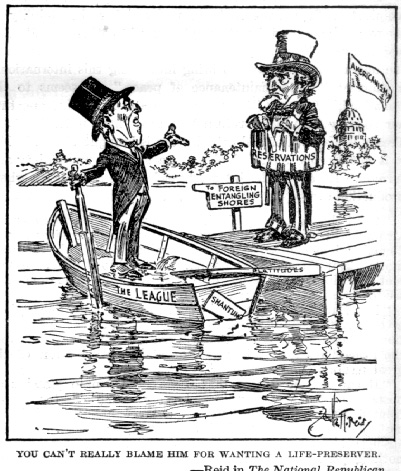 AMERICANISM
RESERVATIONS
TO FOREIGN
ENTANGLING
SHORES
PLATITUDES
THE LEAGUE
SHANTUNG
YOU CAN'T REALLY BLAME HIM FOR WANTING A LIFE-PRESERVER.
—Reid in The National Republican